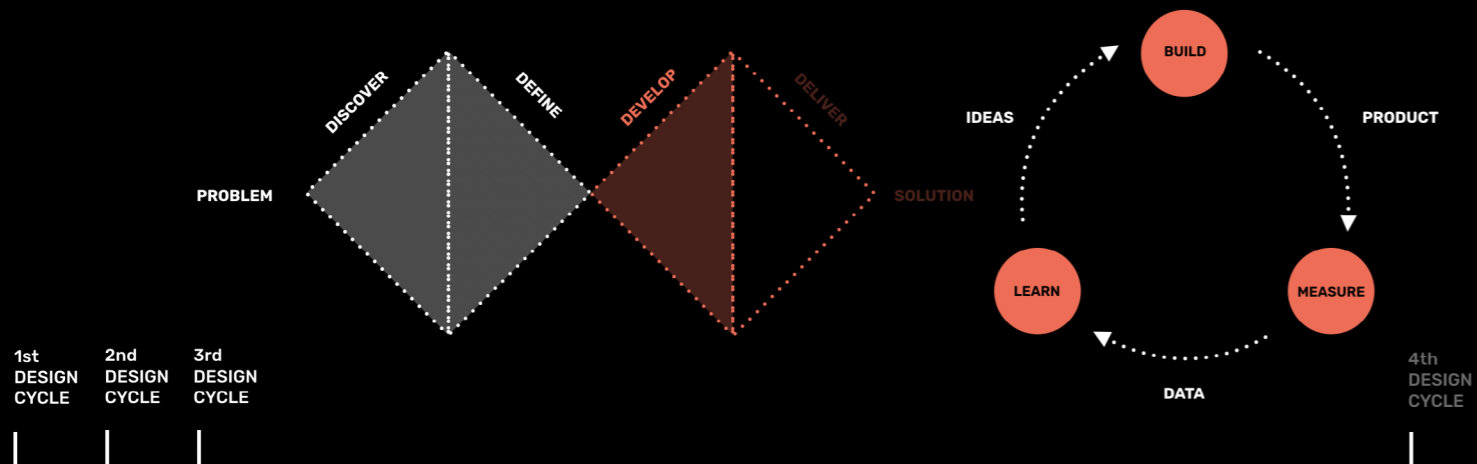 PROBLEM
DISCOVER
DEFINE
DEVELOP
DELIVER
SOLUTION
BUILD
IDEAS
PRODUCT
LEARN
MEASURE
DATA
1st
DESIGN
CYCLE
2nd
DESIGN
CYCLE
3rd
DESIGN
CYCLE
4th
DESIGN
CYCLE